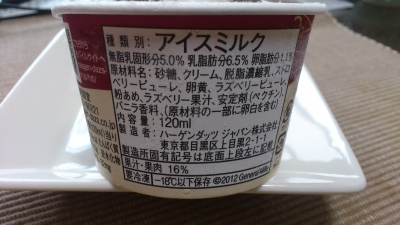 種類別: アイスミルク
無脂乳固形分5.0% 乳脂肪分6.5% 卵脂肪分1.1%
原材料名: 砂糖、クリーム、脱脂濃縮乳、ストロ
ベリーピューレ、卵黄、ラズベリーピューレ、
粉あめ、ラズベリー果汁、安定剤(ペクチン)、
バニラ香料、(原材料の一部に卵白を含む)
内容量: 120ml
製造者: ハーゲンダッツ ジャパン株式会社
東京都目黒区上目黒2-1-1
製造所固有記号は底面上段左に記載
果汁・果肉 16%
要冷凍 -18℃以下保存 ©2012 General Mills